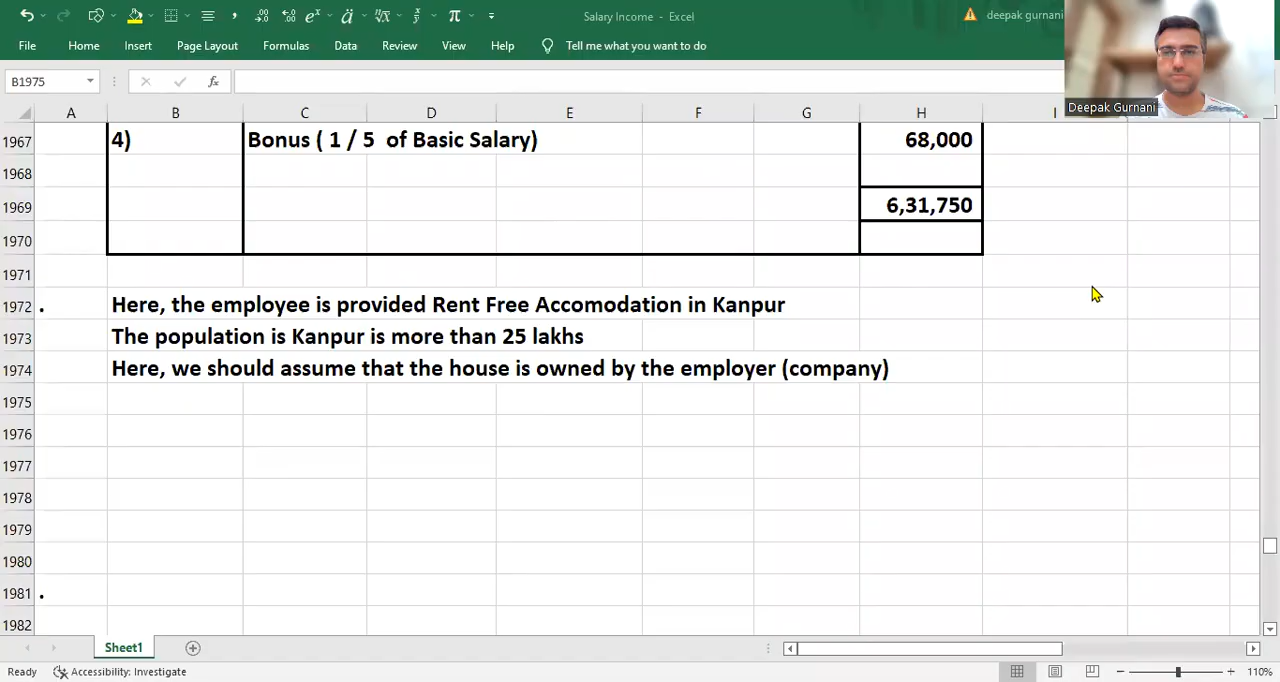 Salary Income - Excel
deepak gurnani
File Home Insert Page Layout Formulas Data Review View Help Tell me what you want to do
B1975 fx
Deepak Gurnani
A B C D E F G H I
1967 4) Bonus ( 1 / 5 of Basic Salary) 68,000
1968
1969 6,31,750
1970
1971
1972 . Here, the employee is provided Rent Free Accomodation in Kanpur
1973 The population is Kanpur is more than 25 lakhs
1974 Here, we should assume that the house is owned by the employer (company)
1975
1976
1977
1978
1979
1980
1981 .
1982
Sheet1
Ready Accessibility: Investigate 110%